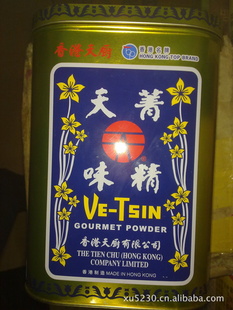 香港天廚
香港名牌
HONG KONG TOP BRAND
天菁
味精
VE-TSIN
GOURMET POWDER
香港天廚有限公司
THE TIEN CHU (HONG KONG)
COMPANY LIMITED
香港製造 MADE IN HONG KONG
xu5230.cn.alibaba.com